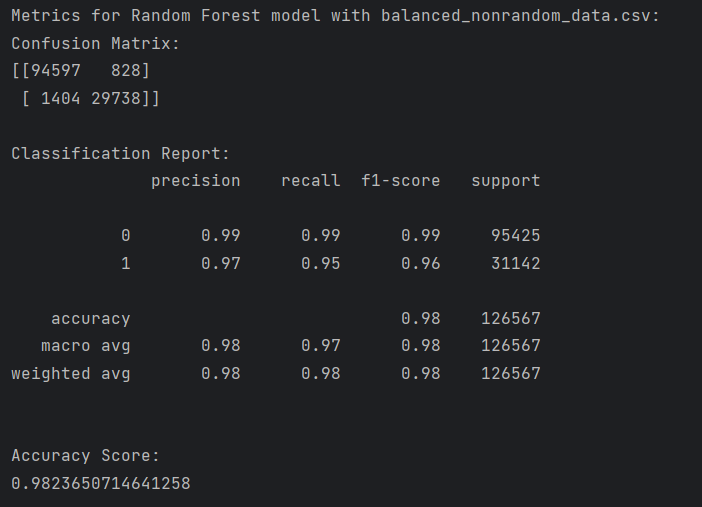 Metrics for Random Forest model with balanced_nonrandom_data.csv:
Confusion Matrix:
[[94597   828]
 [ 1404 29738]]
Classification Report:
              precision    recall  f1-score   support
           0       0.99      0.99      0.99     95425
           1       0.97      0.95      0.96     31142
    accuracy                           0.98    126567
   macro avg       0.98      0.97      0.98    126567
weighted avg       0.98      0.98      0.98    126567
Accuracy Score:
0.9823650714641258